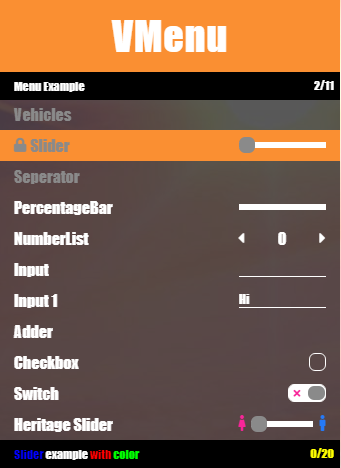 VMenu
Menu Example 2/11
Vehicles
Slider
Seperator
PercentageBar
NumberList 0
Input
Input 1 Hi
Adder
Checkbox
Switch
Heritage Slider
Slider example with color 0/20